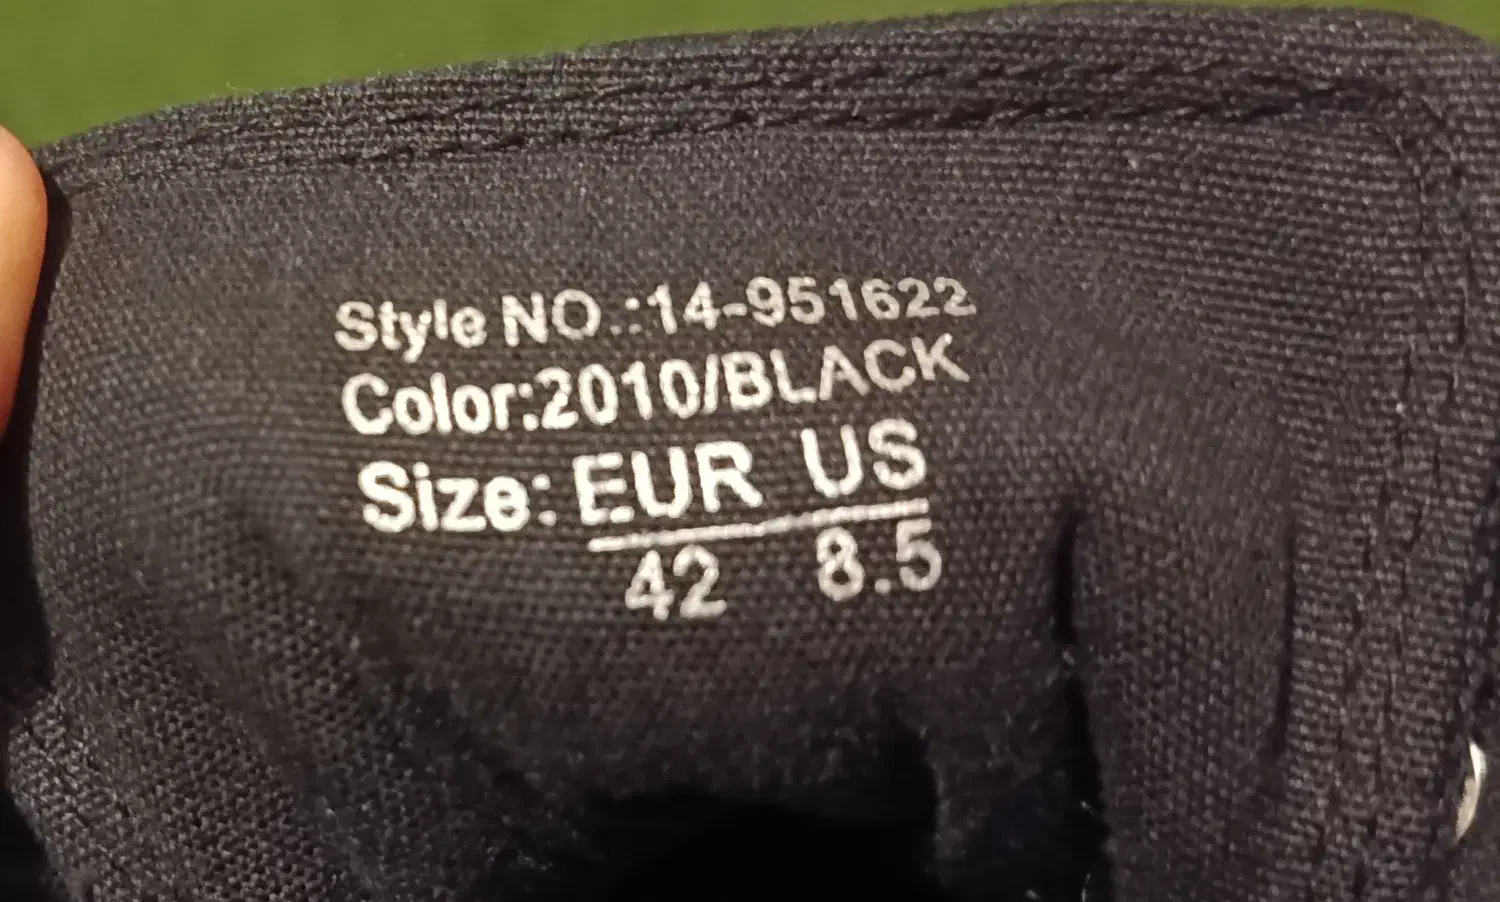 Style NO.:14-951622
Color:2010/BLACK
Size: EUR US
42 8.5